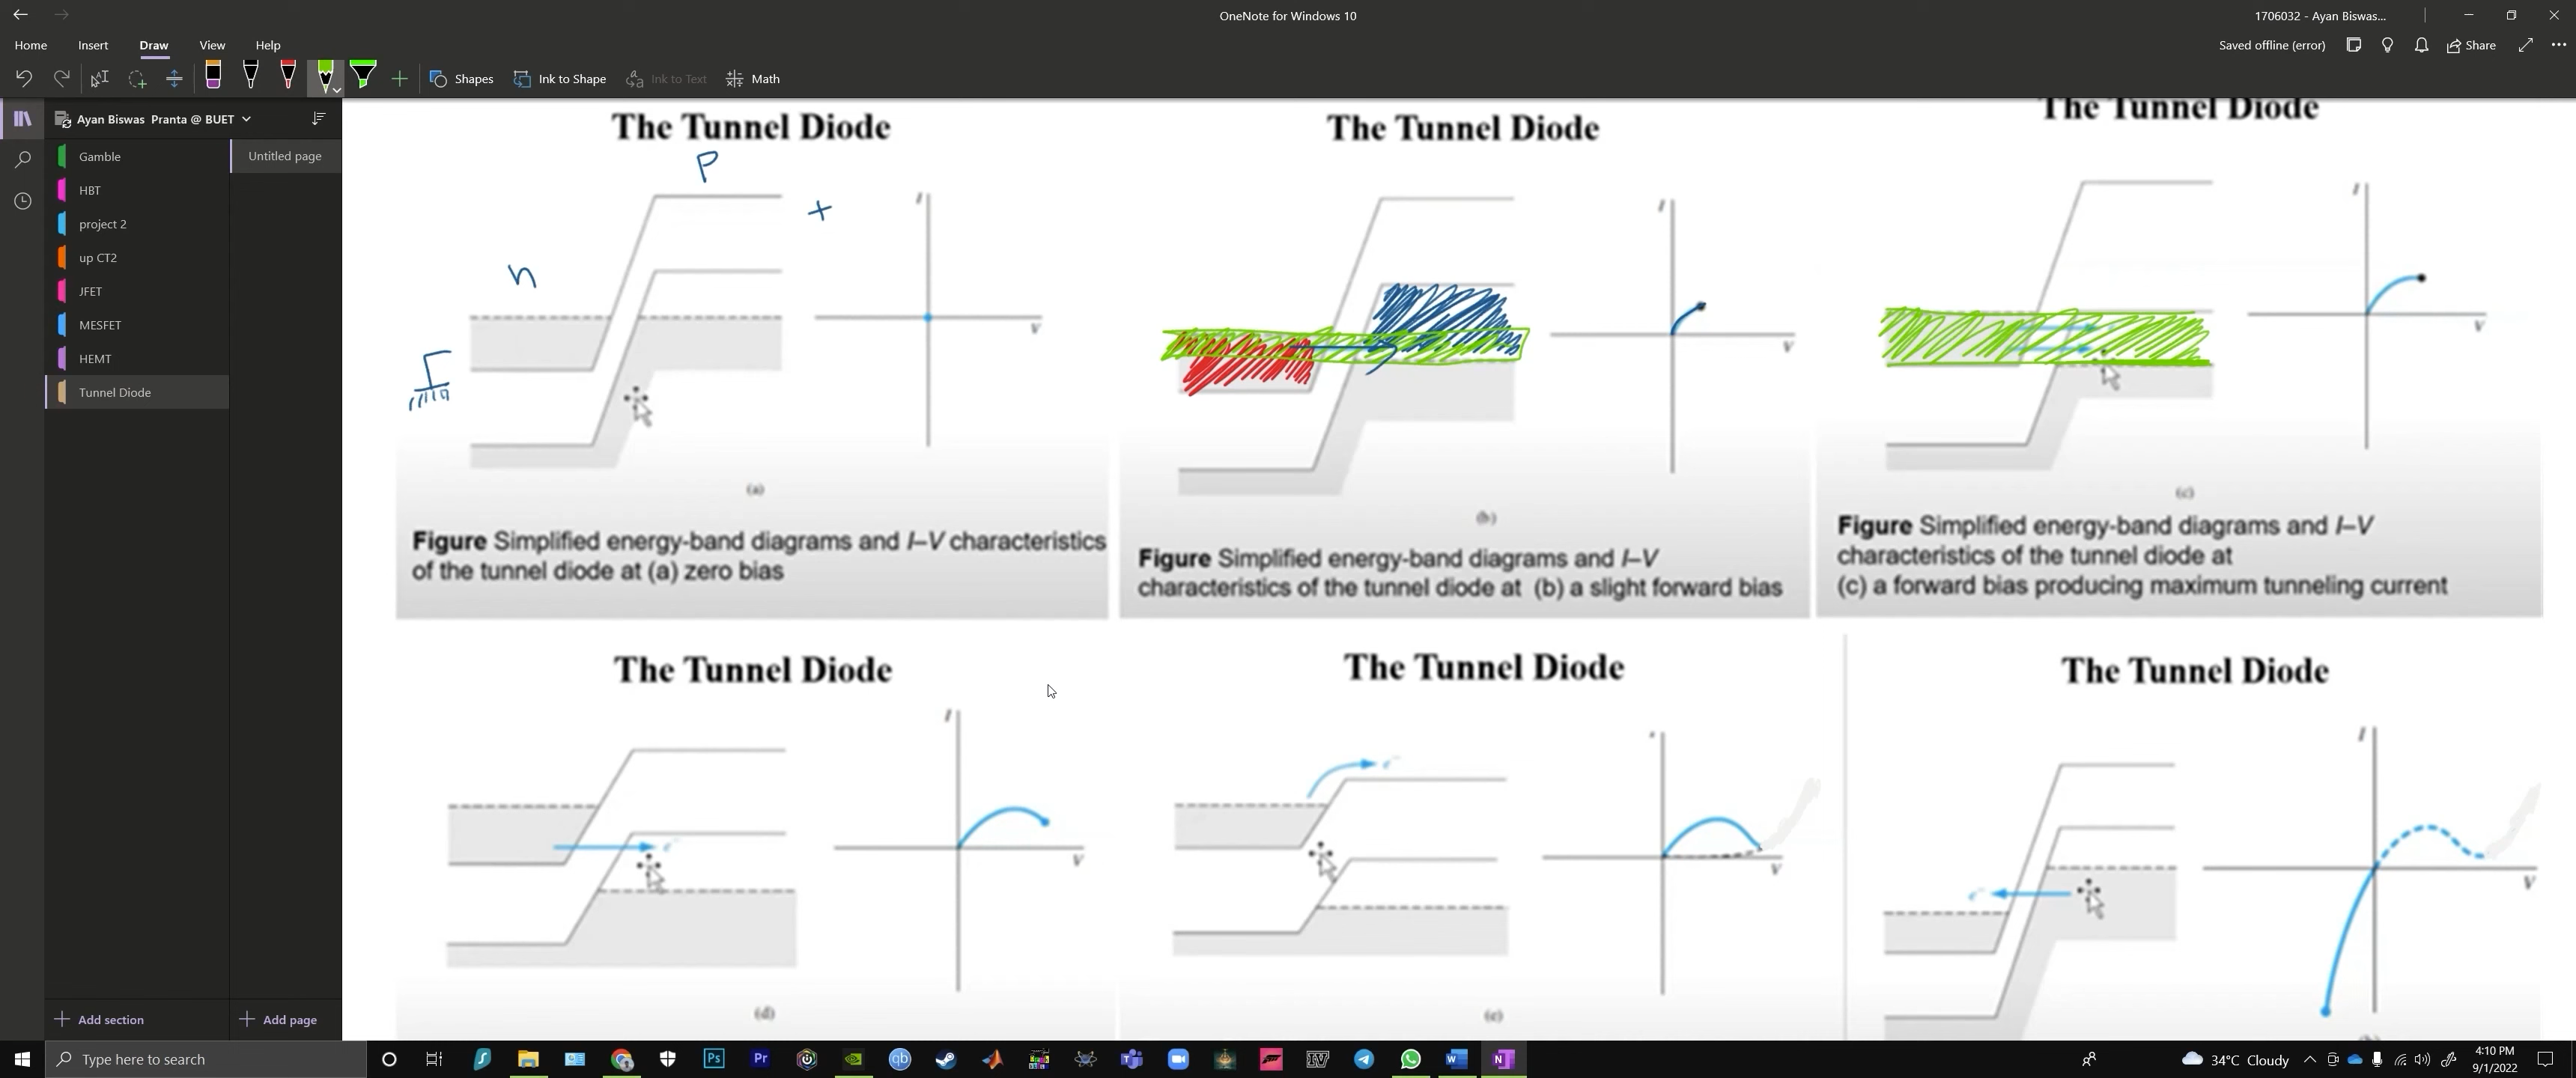 OneNote for Windows 10
1706032 - Ayan Biswas...
Home Insert Draw View Help
Saved offline (error) Share
Shapes Ink to Shape Ink to Text Math
Ayan Biswas Pranta @ BUET
Gamble
HBT
project 2
up CT2
JFET
MESFET
HEMT
Tunnel Diode
Add section
Untitled page
Add page
The Tunnel Diode
P
+
n
I
V
(a)
Figure Simplified energy-band diagrams and I–V characteristics
of the tunnel diode at (a) zero bias
The Tunnel Diode
I
V
(b)
Figure Simplified energy-band diagrams and I–V
characteristics of the tunnel diode at (b) a slight forward bias
The Tunnel Diode
I
V
(c)
Figure Simplified energy-band diagrams and I–V
characteristics of the tunnel diode at
(c) a forward bias producing maximum tunneling current
The Tunnel Diode
I
e⁻
V
(d)
The Tunnel Diode
e⁻
V
(e)
The Tunnel Diode
I
e⁻
V
Type here to search
Ps
Pr
qb
IV
W
N
34°C Cloudy
4:10 PM
9/1/2022